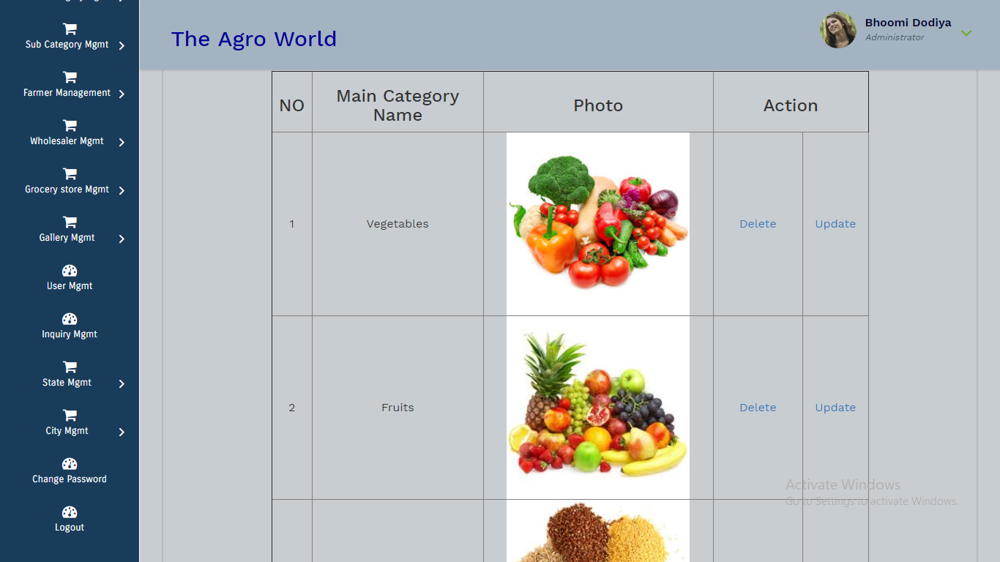 Sub Category Mgmt
Farmer Management
Wholesaler Mgmt
Grocery store Mgmt
Gallery Mgmt
User Mgmt
Inquiry Mgmt
State Mgmt
City Mgmt
Change Password
Logout
The Agro World
Bhoomi Dodiya
Administrator
NO
Main Category
Name
Photo
Action
1
Vegetables
Delete
Update
2
Fruits
Delete
Update
Activate Windows
Go to Settings to activate Windows.